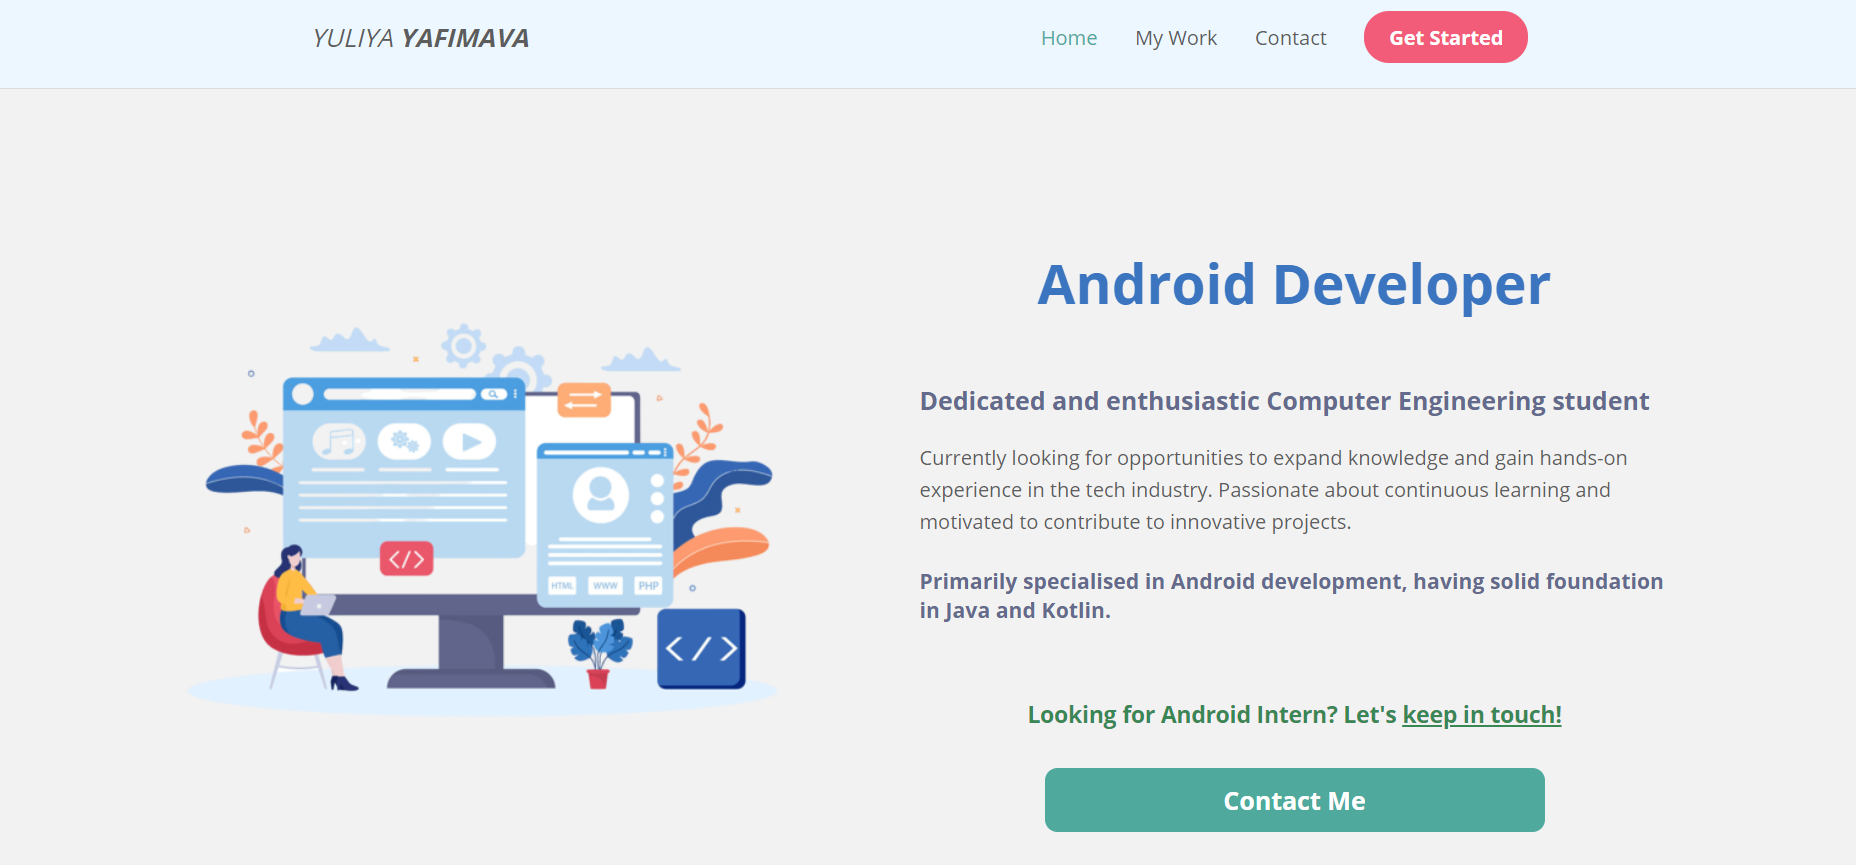 YULIYA YAFIMAVA
Home
My Work
Contact
Get Started
Android Developer
Dedicated and enthusiastic Computer Engineering student
Currently looking for opportunities to expand knowledge and gain hands-on
experience in the tech industry. Passionate about continuous learning and
motivated to contribute to innovative projects.
Primarily specialised in Android development, having solid foundation
in Java and Kotlin.
Looking for Android Intern? Let's keep in touch!
Contact Me
</>
HTML
WWW
PHP
</>